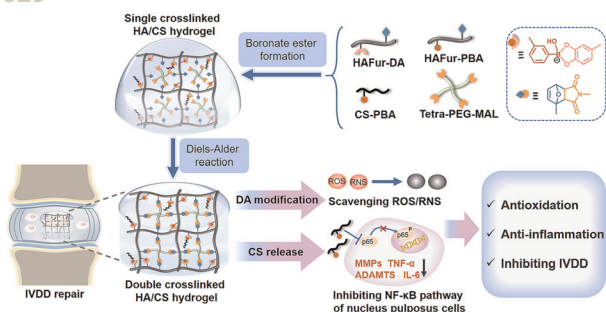 Single crosslinked
HA/CS hydrogel
Boronate ester
formation
HAFur-DA
HAFur-PBA
CS-PBA
Tetra-PEG-MAL
HO
B
O
O
⊖
≡
O
O
N
O
≡
Diels-Alder
reaction
DA modification
ROS
RNS
Scavenging ROS/RNS
CS release
p65
p65
P
MMPs TNF-α
ADAMTS IL-6
Inhibiting NF-κB pathway
of nucleus pulposus cells
✓ Antioxidation
✓ Anti-inflammation
✓ Inhibiting IVDD
IVDD repair
Double crosslinked
HA/CS hydrogel